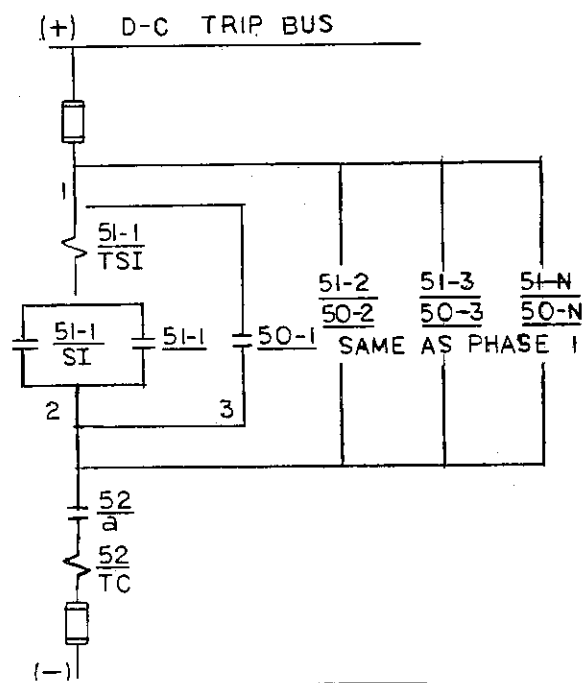 (+) D-C TRIP BUS
1
51-1
TSI
51-1
SI
51-1
50-1
51-2
50-2
51-3
50-3
51-N
50-N
SAME AS PHASE 1
2
3
52
a
52
TC
(-)